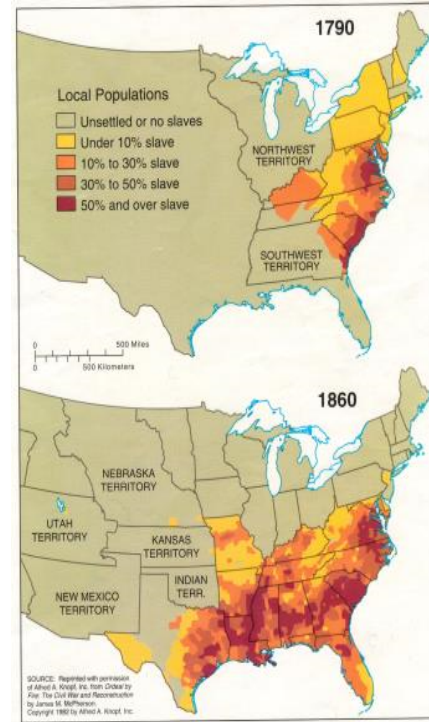 1790
Local Populations
Unsettled or no slaves
Under 10% slave
10% to 30% slave
30% to 50% slave
50% and over slave
NORTHWEST
TERRITORY
SOUTHWEST
TERRITORY
0 500 Miles
0 500 Kilometers
1860
NEBRASKA
TERRITORY
UTAH
TERRITORY
KANSAS
TERRITORY
INDIAN
TERR.
NEW MEXICO
TERRITORY
SOURCE: Reprinted with permission
of Alfred A. Knopf, Inc. from Ordeal by
Fire: The Civil War and Reconstruction
by James M. McPherson.
Copyright 1982 by Alfred A. Knopf, Inc.